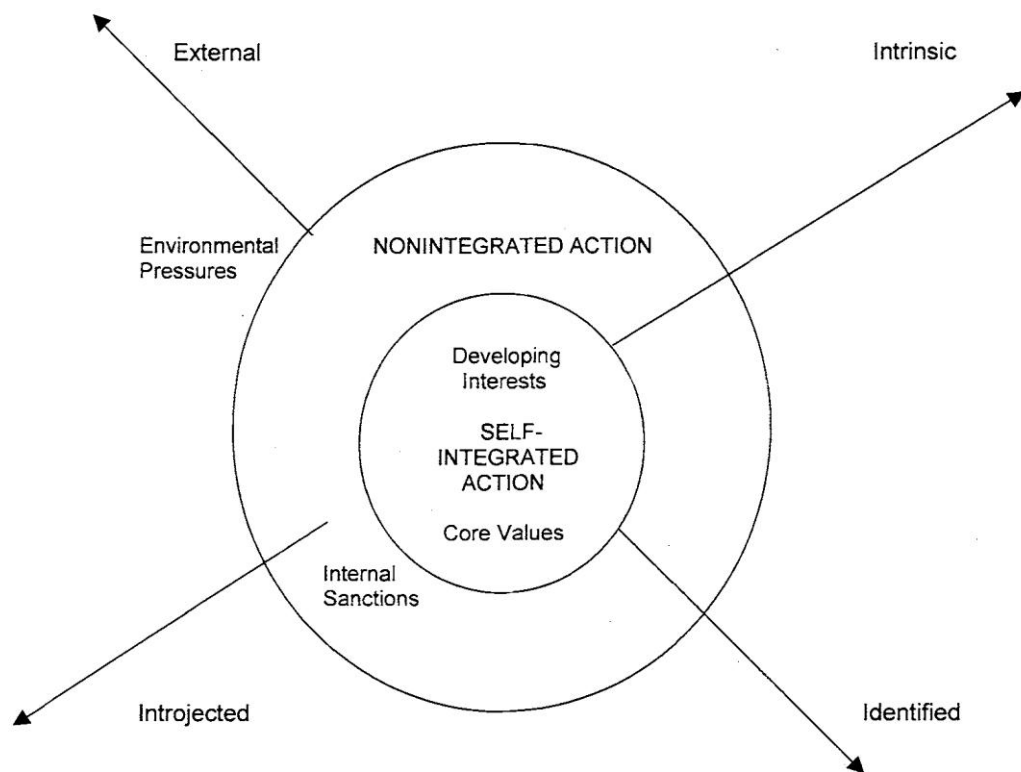 External
Intrinsic
Environmental
Pressures
NONINTEGRATED ACTION
Developing
Interests
SELF-
INTEGRATED
ACTION
Core Values
Internal
Sanctions
Introjected
Identified